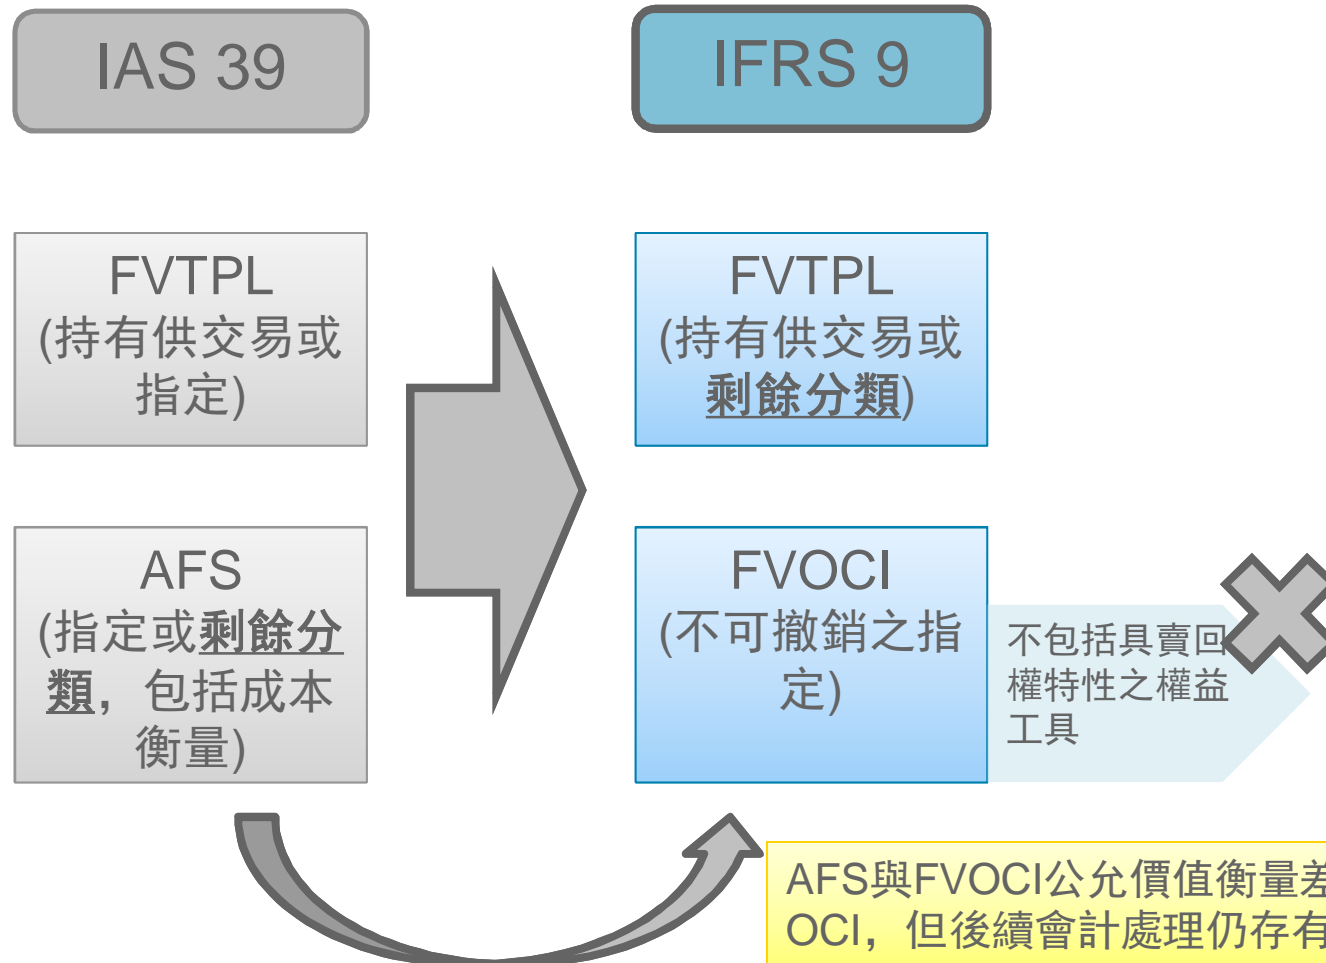 IAS 39
IFRS 9
FVTPL
(持有供交易或
指定)
FVTPL
(持有供交易或
剩餘分類)
AFS
(指定或剩餘分
類，包括成本
衡量)
FVOCI
(不可撤銷之指
定)
不包括具賣回
權特性之權益
工具
AFS與FVOCI公允價值衡量差
OCI，但後續會計處理仍存有